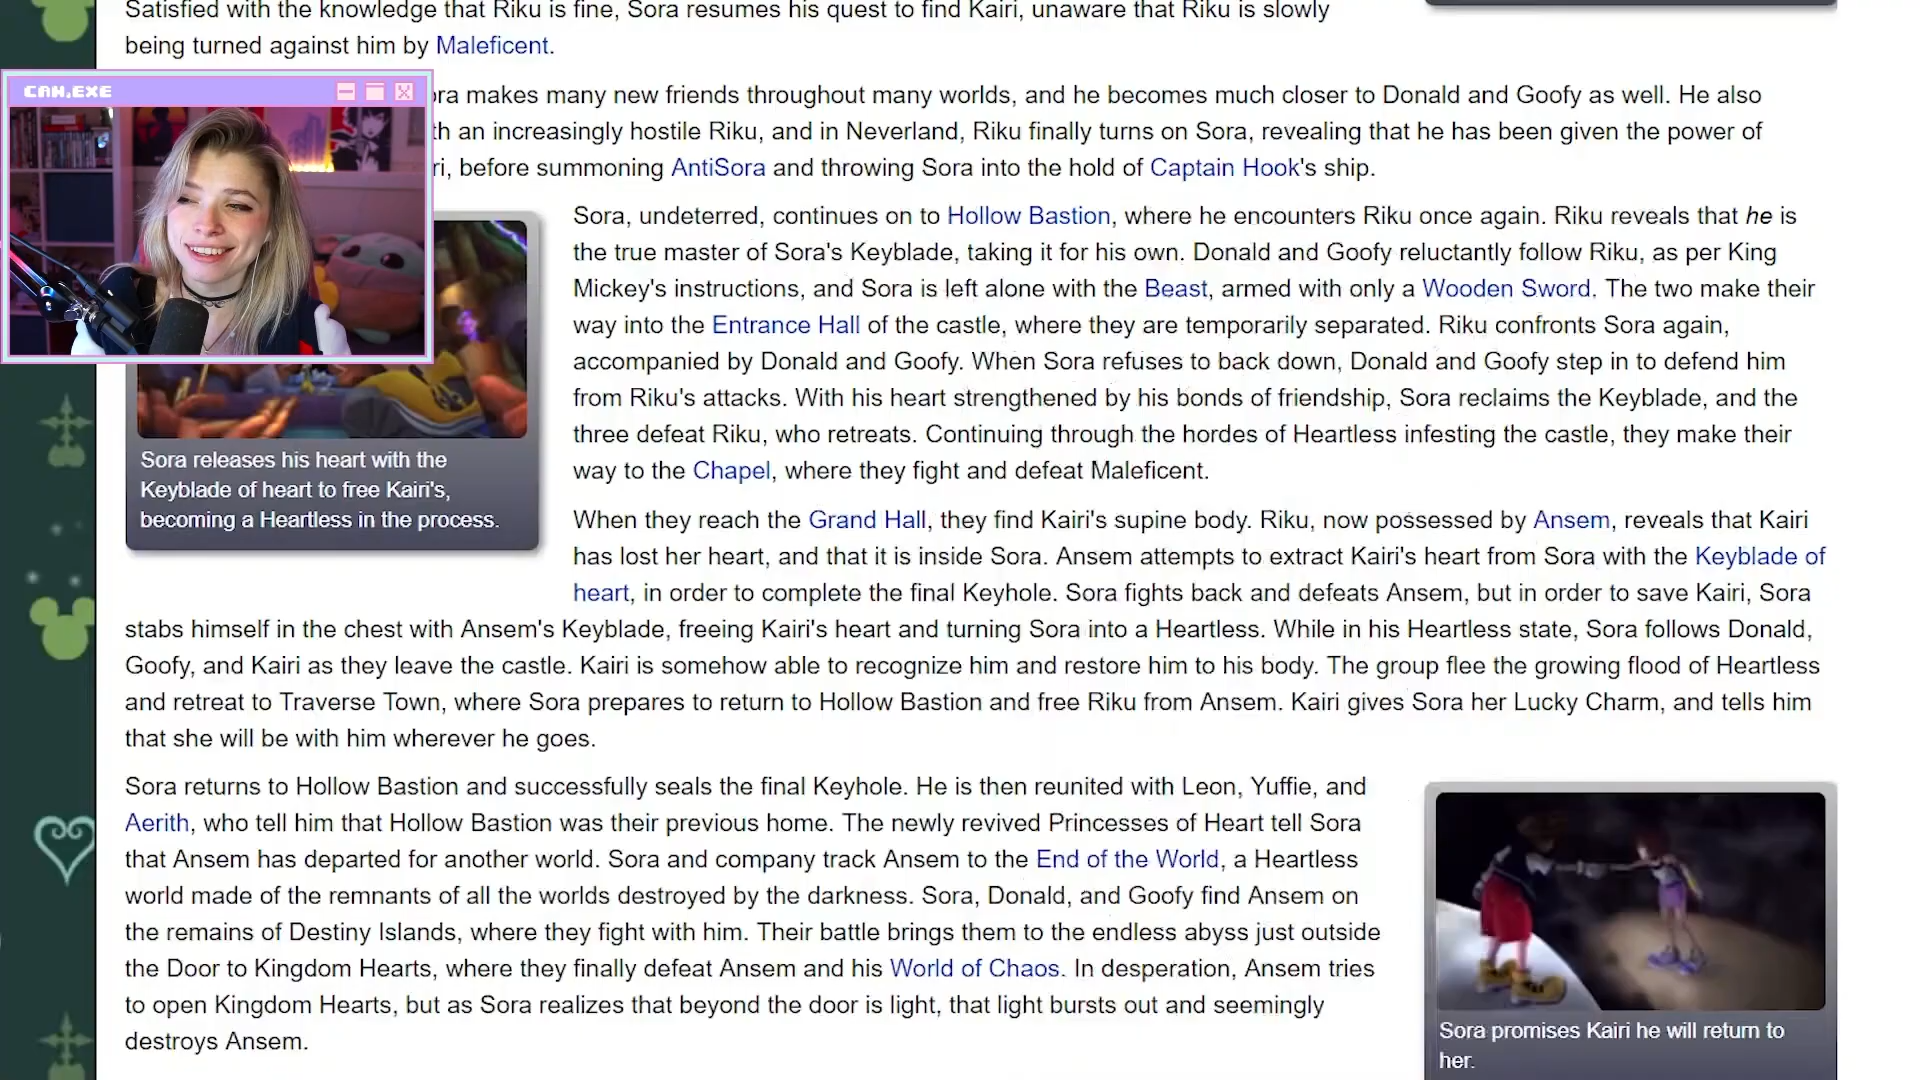 Satisfied with the knowledge that Riku is fine, Sora resumes his quest to find Kairi, unaware that Riku is slowly
being turned against him by Maleficent.
CAH.EXE
makes many new friends throughout many worlds, and he becomes much closer to Donald and Goofy as well. He also
an increasingly hostile Riku, and in Neverland, Riku finally turns on Sora, revealing that he has been given the power of
before summoning AntiSora and throwing Sora into the hold of Captain Hook's ship.
Sora, undeterred, continues on to Hollow Bastion, where he encounters Riku once again. Riku reveals that he is
the true master of Sora's Keyblade, taking it for his own. Donald and Goofy reluctantly follow Riku, as per King
Mickey's instructions, and Sora is left alone with the Beast, armed with only a Wooden Sword. The two make their
way into the Entrance Hall of the castle, where they are temporarily separated. Riku confronts Sora again,
accompanied by Donald and Goofy. When Sora refuses to back down, Donald and Goofy step in to defend him
from Riku's attacks. With his heart strengthened by his bonds of friendship, Sora reclaims the Keyblade, and the
three defeat Riku, who retreats. Continuing through the hordes of Heartless infesting the castle, they make their
way to the Chapel, where they fight and defeat Maleficent.
Sora releases his heart with the
Keyblade of heart to free Kairi's,
becoming a Heartless in the process.
When they reach the Grand Hall, they find Kairi's supine body. Riku, now possessed by Ansem, reveals that Kairi
has lost her heart, and that it is inside Sora. Ansem attempts to extract Kairi's heart from Sora with the Keyblade of
heart, in order to complete the final Keyhole. Sora fights back and defeats Ansem, but in order to save Kairi, Sora
stabs himself in the chest with Ansem's Keyblade, freeing Kairi's heart and turning Sora into a Heartless. While in his Heartless state, Sora follows Donald,
Goofy, and Kairi as they leave the castle. Kairi is somehow able to recognize him and restore him to his body. The group flee the growing flood of Heartless
and retreat to Traverse Town, where Sora prepares to return to Hollow Bastion and free Riku from Ansem. Kairi gives Sora her Lucky Charm, and tells him
that she will be with him wherever he goes.
Sora returns to Hollow Bastion and successfully seals the final Keyhole. He is then reunited with Leon, Yuffie, and
Aerith, who tell him that Hollow Bastion was their previous home. The newly revived Princesses of Heart tell Sora
that Ansem has departed for another world. Sora and company track Ansem to the End of the World, a Heartless
world made of the remnants of all the worlds destroyed by the darkness. Sora, Donald, and Goofy find Ansem on
the remains of Destiny Islands, where they fight with him. Their battle brings them to the endless abyss just outside
the Door to Kingdom Hearts, where they finally defeat Ansem and his World of Chaos. In desperation, Ansem tries
to open Kingdom Hearts, but as Sora realizes that beyond the door is light, that light bursts out and seemingly
destroys Ansem.
Sora promises Kairi he will return to
her.